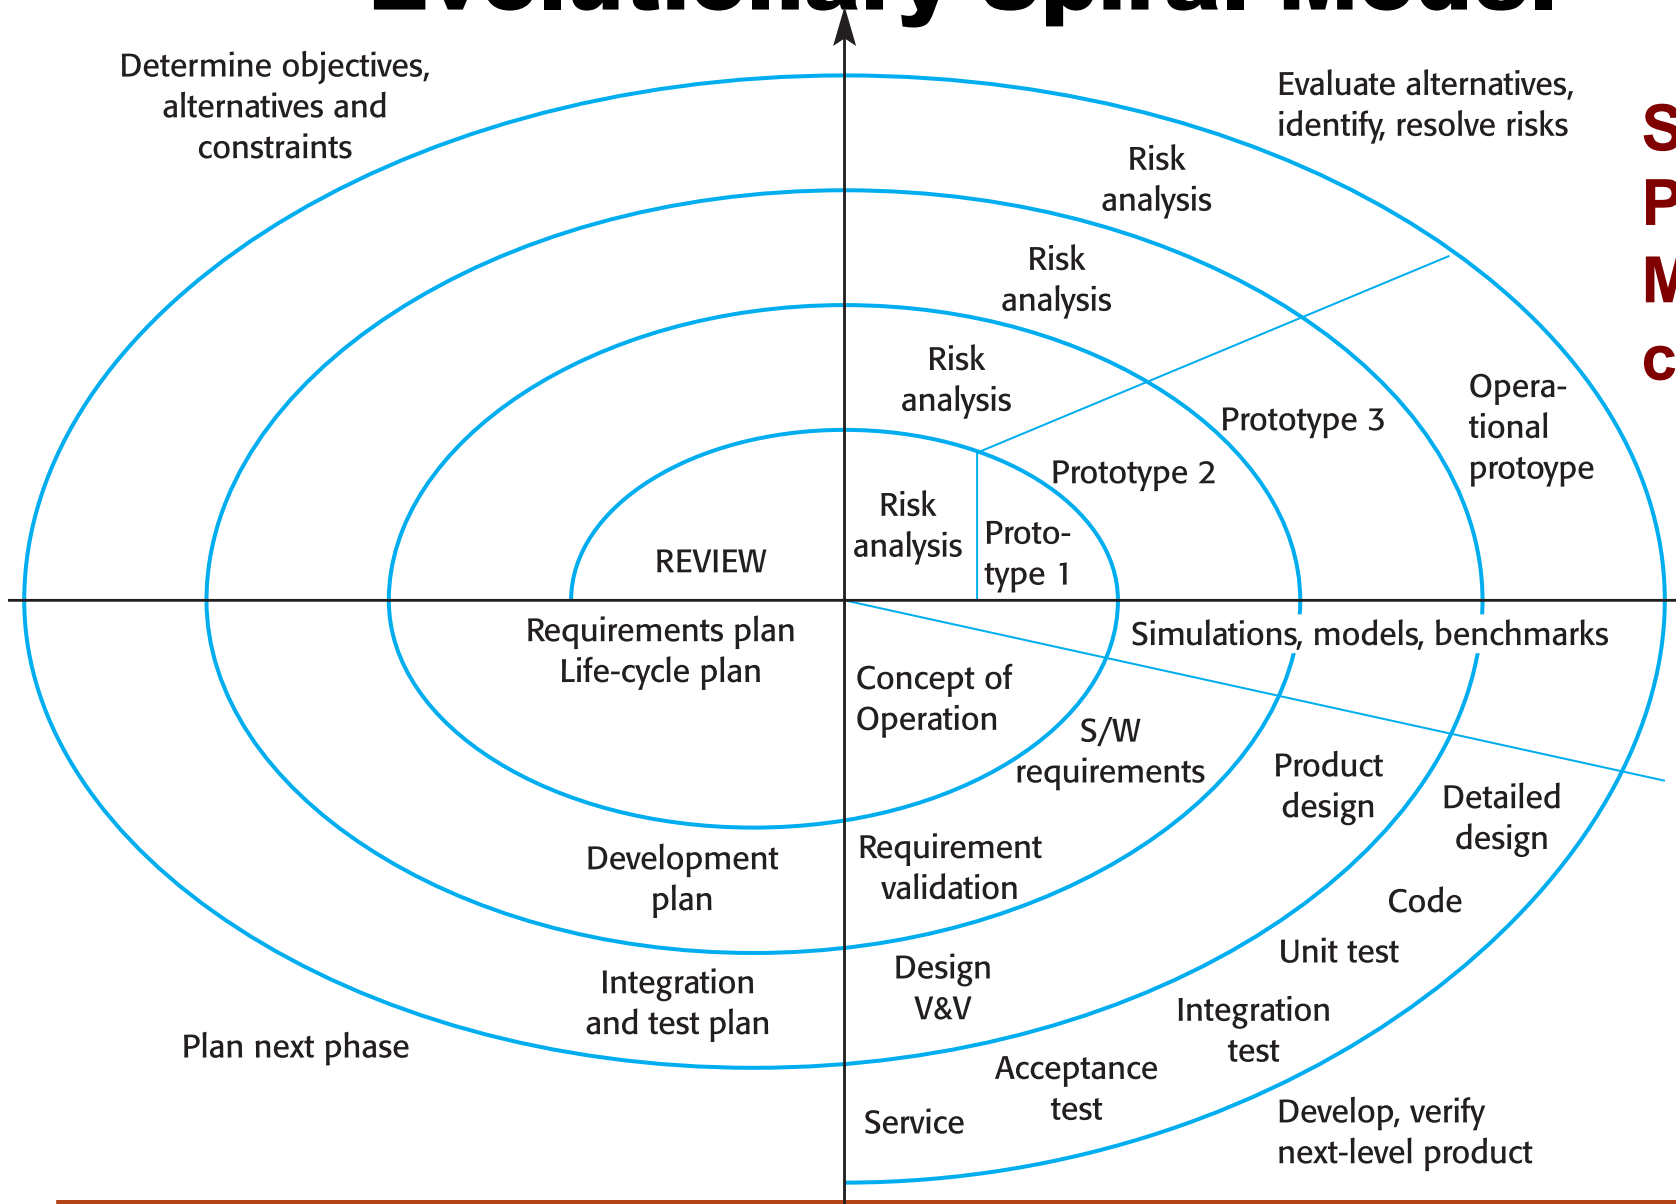 Evolutionary Spiral Model
Determine objectives,
alternatives and
constraints
Evaluate alternatives,
identify, resolve risks
S
P
M
c
Risk
analysis
Risk
analysis
Risk
analysis
Risk
analysis
Opera-
tional
protoype
Prototype 3
Prototype 2
Proto-
type 1
REVIEW
Requirements plan
Life-cycle plan
Simulations, models, benchmarks
Concept of
Operation
S/W
requirements
Product
design
Detailed
design
Development
plan
Requirement
validation
Code
Unit test
Integration
and test plan
Design
V&V
Integration
test
Plan next phase
Acceptance
test
Service
Develop, verify
next-level product